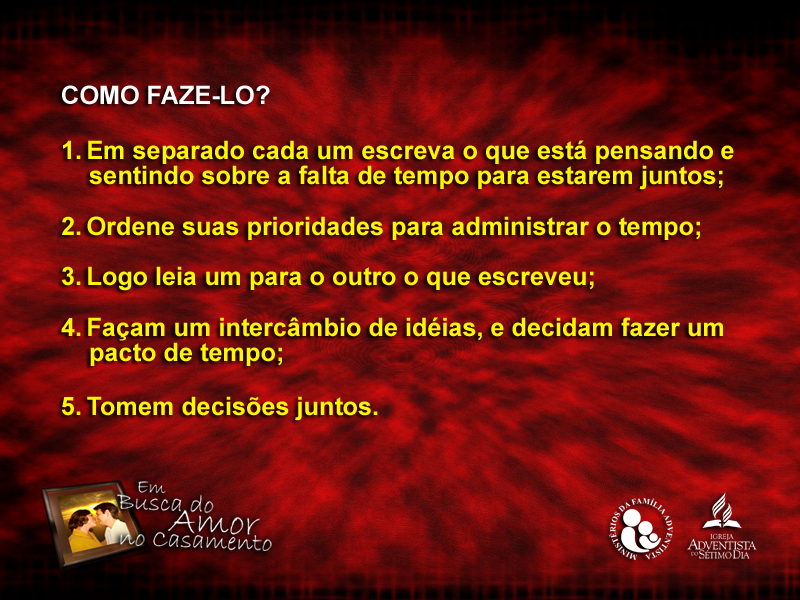 COMO FAZE-LO?
1. Em separado cada um escreva o que está pensando e
sentindo sobre a falta de tempo para estarem juntos;
2. Ordene suas prioridades para administrar o tempo;
3. Logo leia um para o outro o que escreveu;
4. Façam um intercâmbio de idéias, e decidam fazer um
pacto de tempo;
5. Tomem decisões juntos.
Em
Busca do
Amor
no Casamento
MINISTÉRIOS DA FAMÍLIA ADVENTISTA
IGREJA
ADVENTISTA
DO SÉTIMO DIA